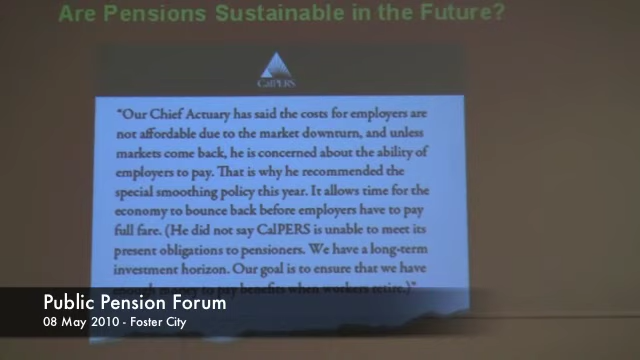 Are Pensions Sustainable in the Future?
CalPERS
"Our Chief Actuary has said the costs for employers are
not affordable due to the market downturn, and unless
markets come back, he is concerned about the ability of
employers to pay. That is why he recommended the
special smoothing policy this year. It allows time for the
economy to bounce back before employers have to pay
full fare. (He did not say CalPERS is unable to meet its
present obligations to pensioners. We have a long-term
investment horizon. Our goal is to ensure that we have
enough money to pay benefits when workers retire.)"
Public Pension Forum
08 May 2010 - Foster City